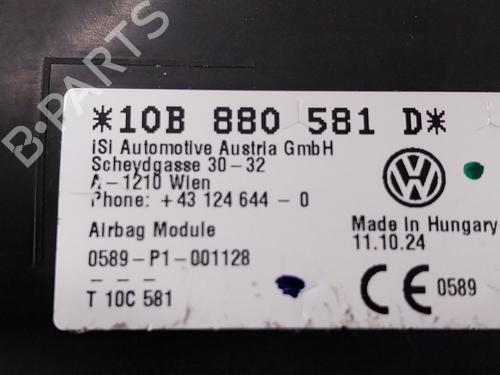 *10B 880 581 D*
iSi Automotive Austria GmbH
Scheydgasse 30-32
A-1210 Wien
Phone: +43 124 644 - 0
Airbag Module
0589-P1-001128
- - -
T 10C 581
Made In Hungary
11.10.24
CE 0589
B-PARTS